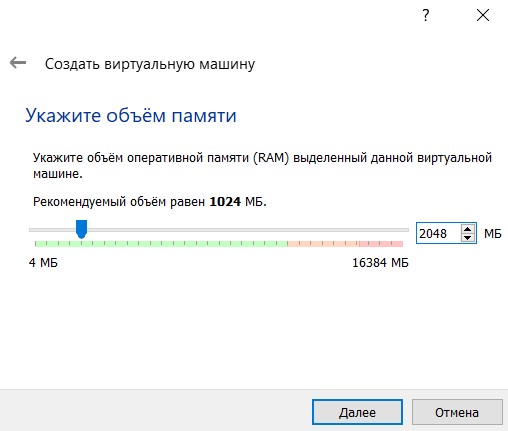 ?
Создать виртуальную машину
Укажите объём памяти
Укажите объём оперативной памяти (RAM) выделенный данной виртуальной
машине.
Рекомендуемый объём равен 1024 МБ.
2048 МБ
4 МБ 16384 МБ
Далее Отмена